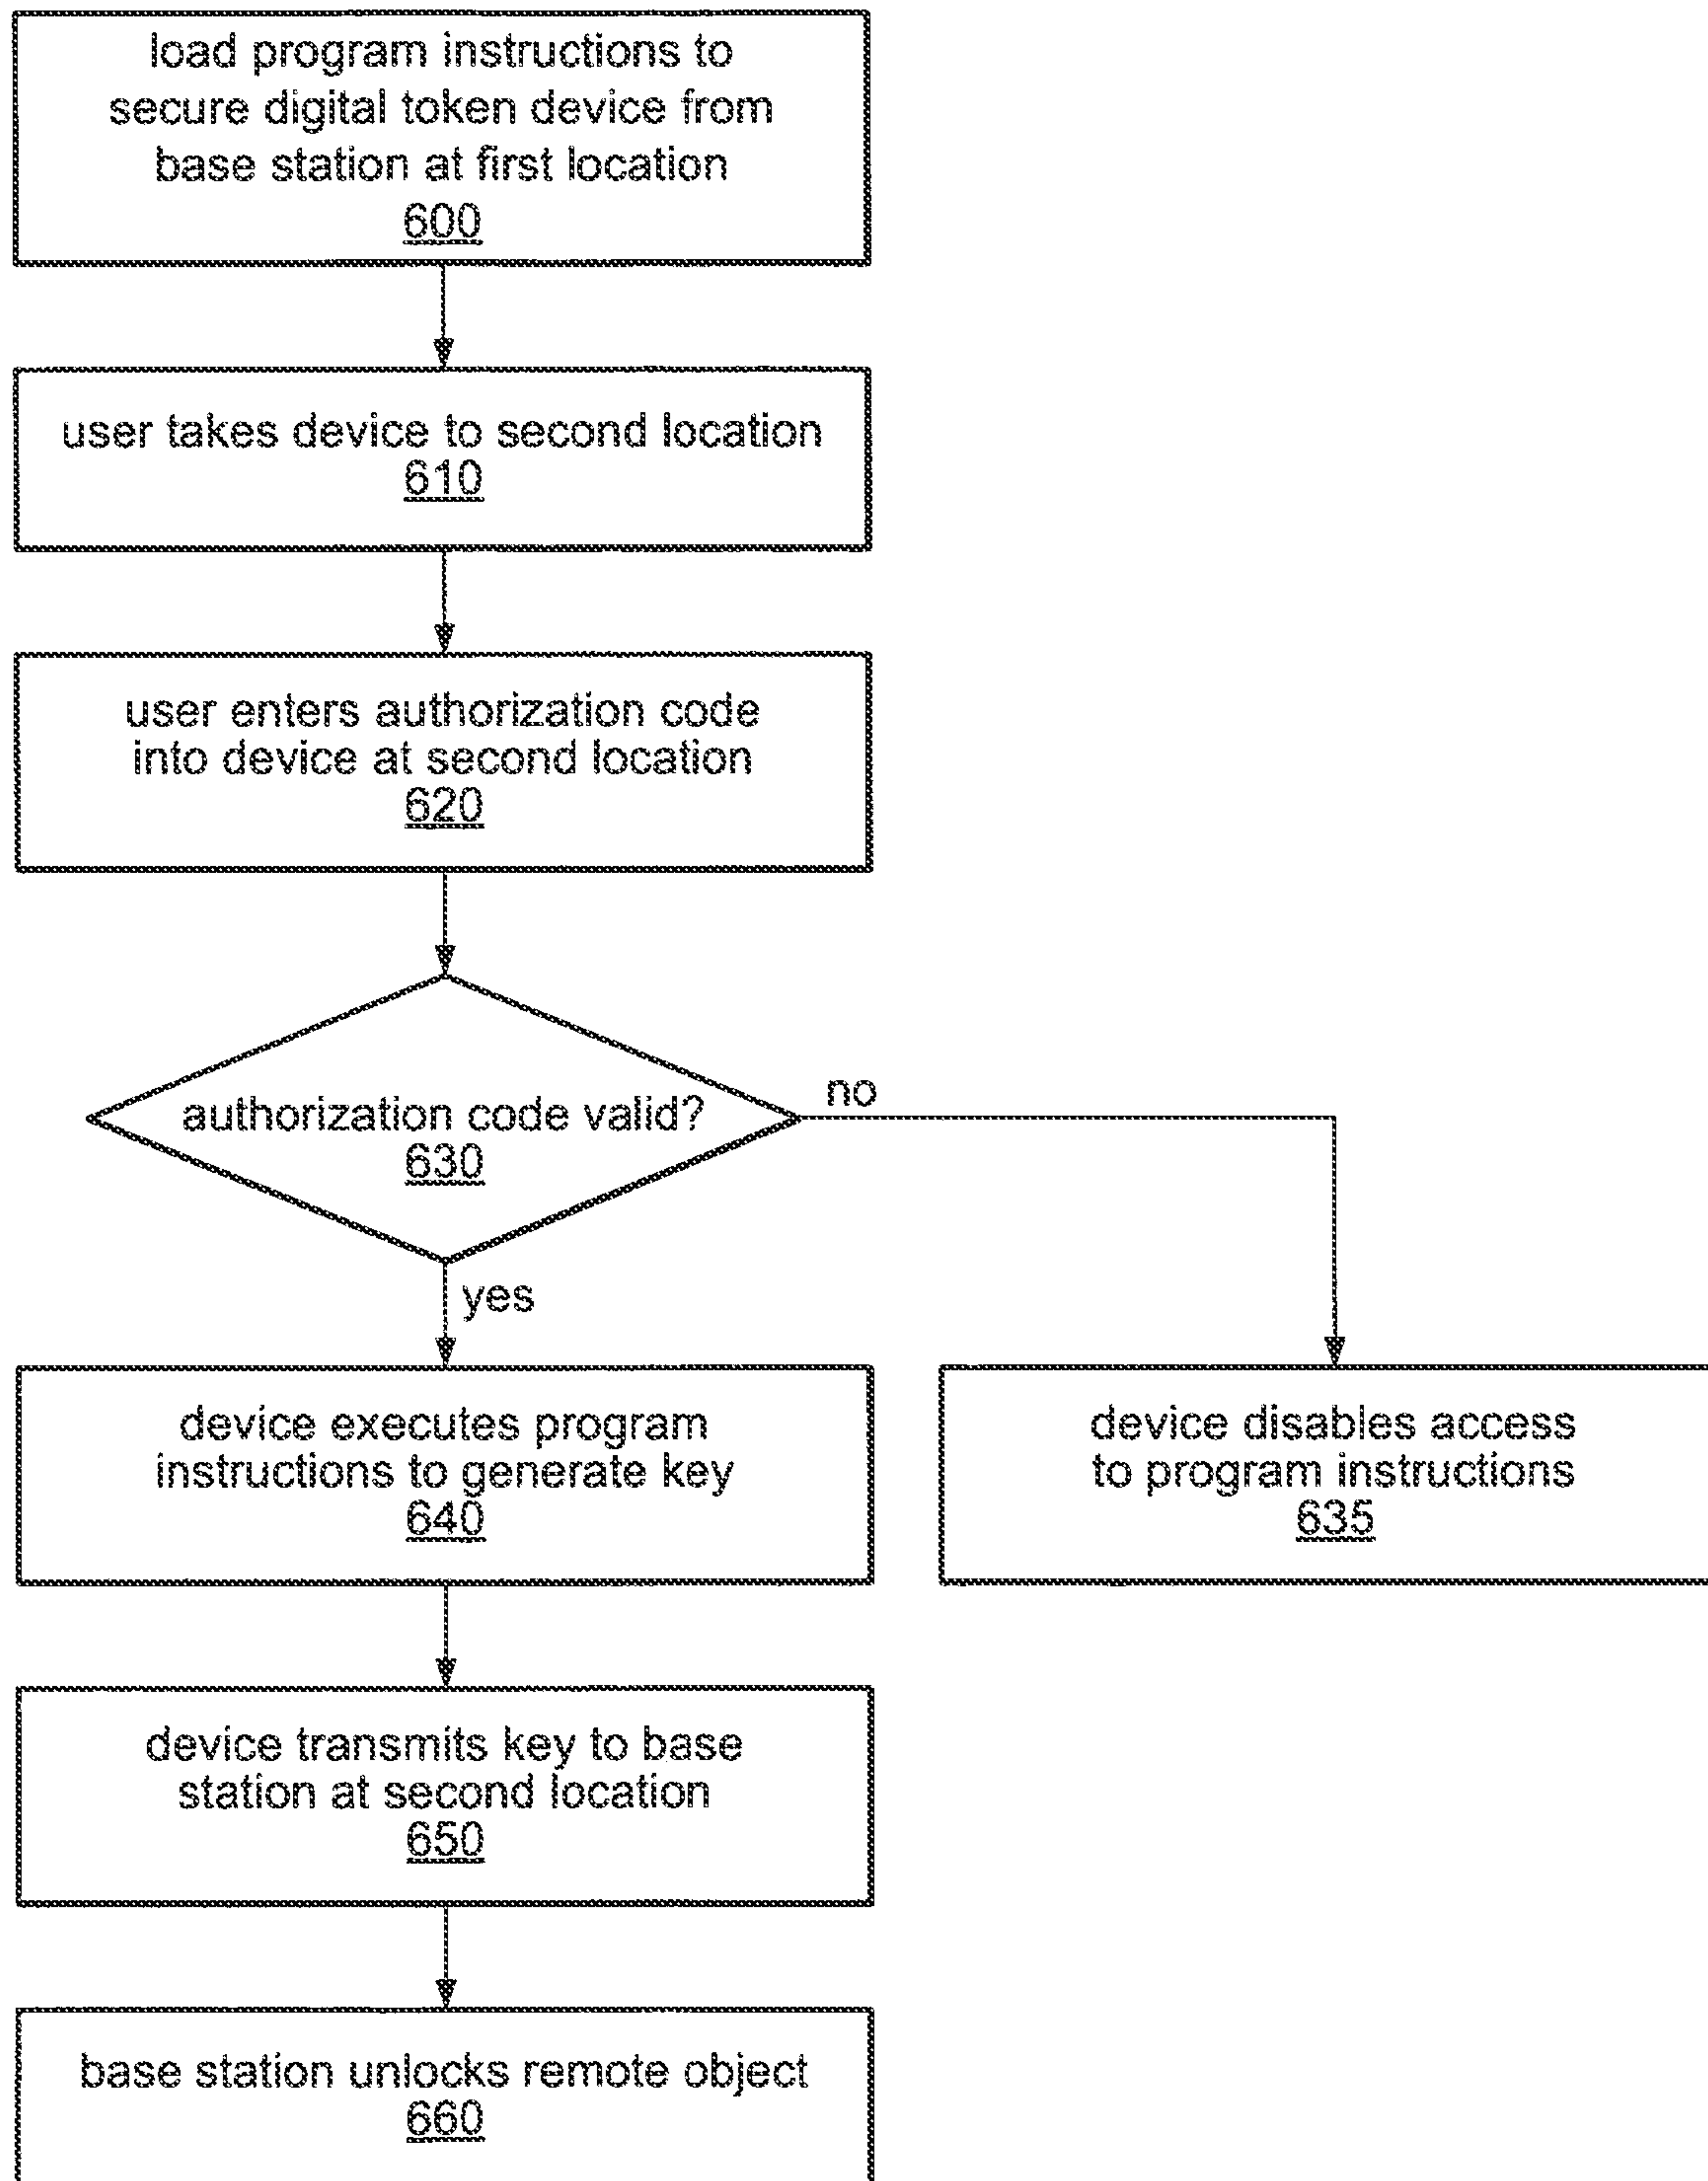 load program instructions to
secure digital token device from
base station at first location
600
user takes device to second location
610
user enters authorization code
into device at second location
620
authorization code valid?
630
no
yes
device executes program
instructions to generate key
640
device disables access
to program instructions
635
device transmits key to base
station at second location
650
base station unlocks remote object
660